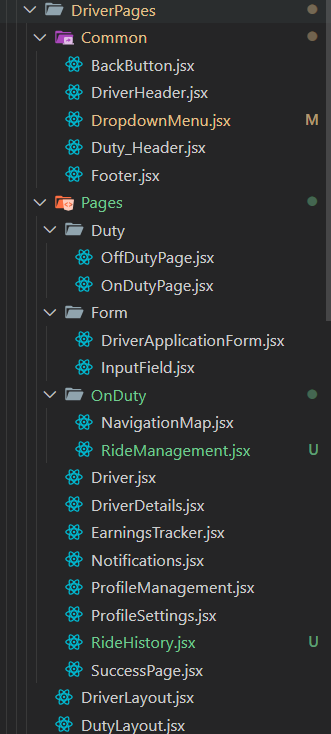 DriverPages
Common
BackButton.jsx
DriverHeader.jsx
DropdownMenu.jsx M
Duty_Header.jsx
Footer.jsx
Pages
Duty
OffDutyPage.jsx
OnDutyPage.jsx
Form
DriverApplicationForm.jsx
InputField.jsx
OnDuty
NavigationMap.jsx
RideManagement.jsx U
Driver.jsx
DriverDetails.jsx
EarningsTracker.jsx
Notifications.jsx
ProfileManagement.jsx
ProfileSettings.jsx
RideHistory.jsx U
SuccessPage.jsx
DriverLayout.jsx
DutyLayout.jsx